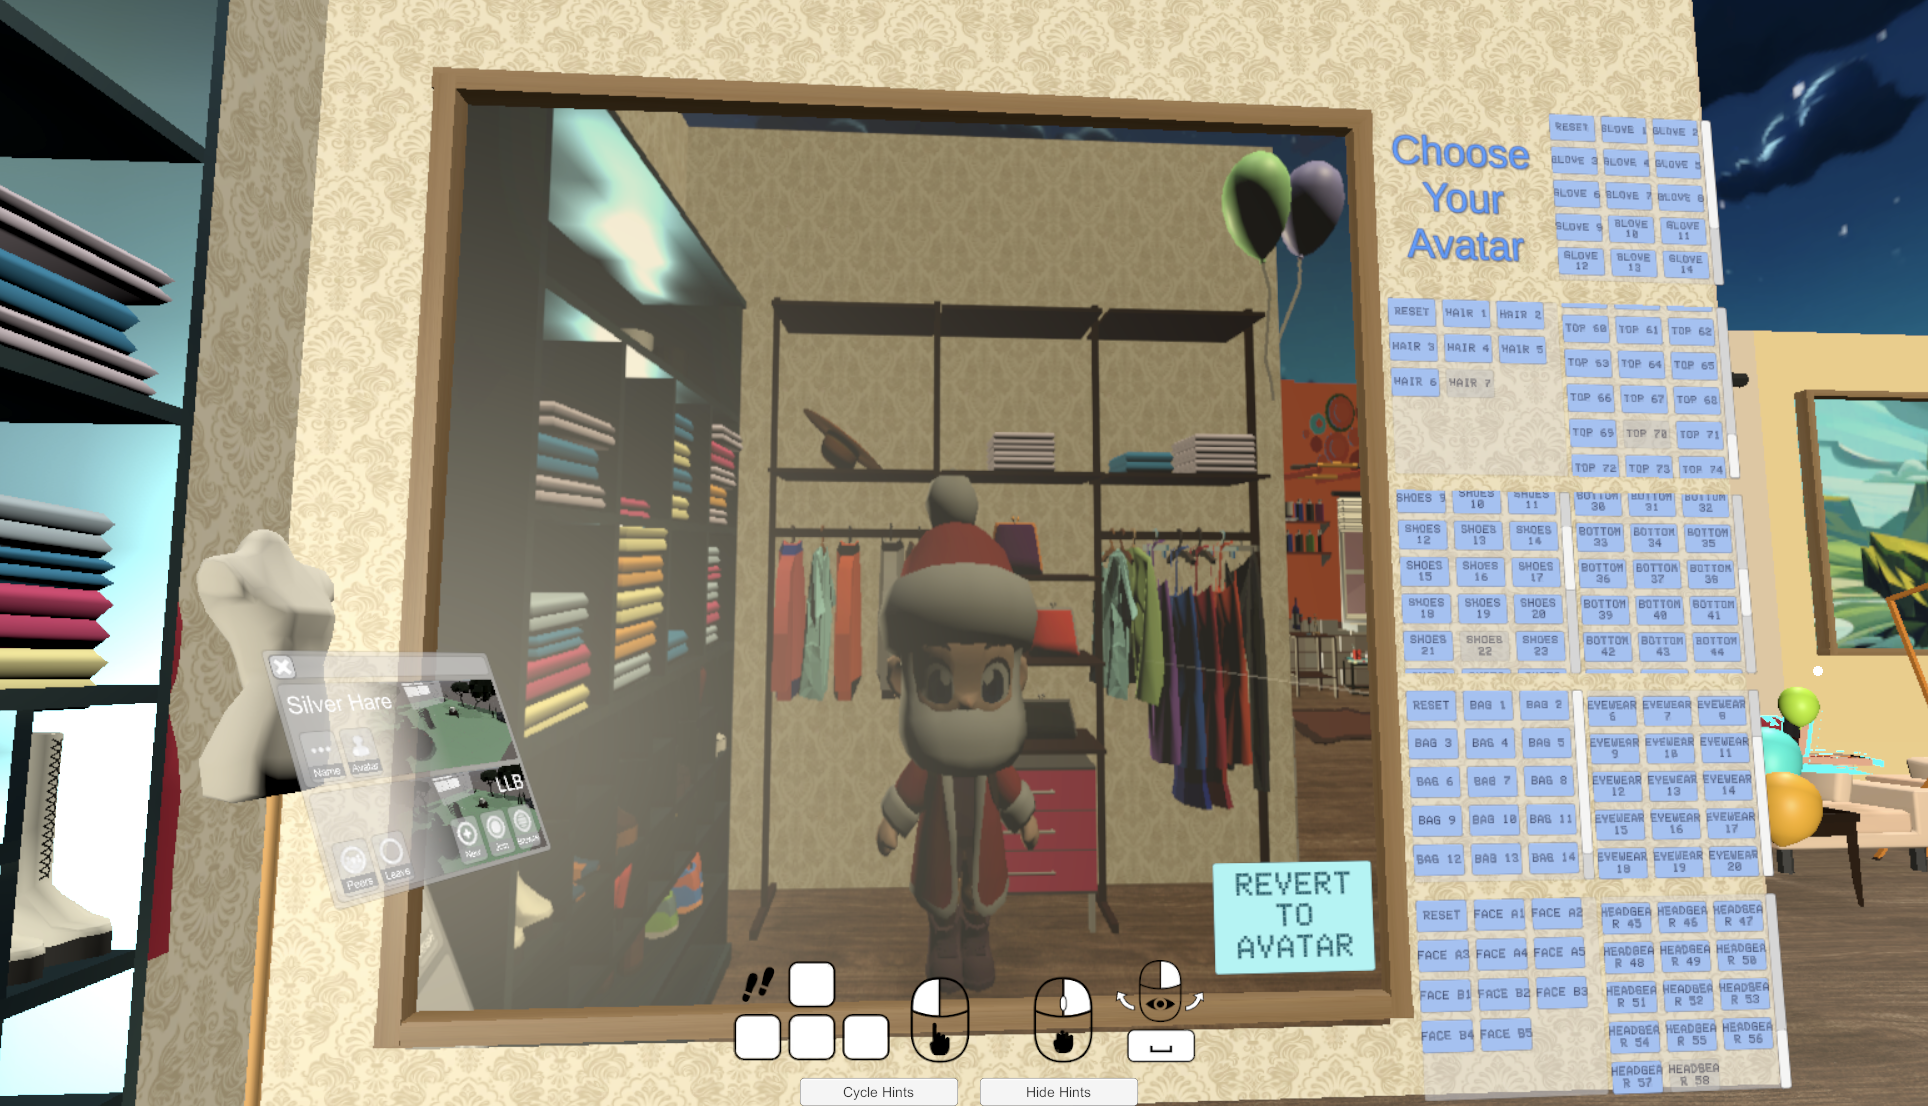 Choose
Your
Avatar
RESET GLOVE 1 GLOVE 2
GLOVE 3 GLOVE 4 GLOVE 5
GLOVE 6 GLOVE 7 GLOVE 8
GLOVE 9 GLOVE 10 GLOVE 11
GLOVE 12 GLOVE 13 GLOVE 14
RESET HAIR 1 HAIR 2
HAIR 3 HAIR 4 HAIR 5
HAIR 6 HAIR 7
TOP 60 TOP 61 TOP 62
TOP 63 TOP 64 TOP 65
TOP 66 TOP 67 TOP 68
TOP 69 TOP 70 TOP 71
TOP 72 TOP 73 TOP 74
SHOES 9 SHOES 10 SHOES 11
SHOES 12 SHOES 13 SHOES 14
SHOES 15 SHOES 16 SHOES 17
SHOES 18 SHOES 19 SHOES 20
SHOES 21 SHOES 22 SHOES 23
BOTTOM 30 BOTTOM 31 BOTTOM 32
BOTTOM 33 BOTTOM 34 BOTTOM 35
BOTTOM 36 BOTTOM 37 BOTTOM 38
BOTTOM 39 BOTTOM 40 BOTTOM 41
BOTTOM 42 BOTTOM 43 BOTTOM 44
RESET BAG 1 BAG 2
BAG 3 BAG 4 BAG 5
BAG 6 BAG 7 BAG 8
BAG 9 BAG 10 BAG 11
BAG 12 BAG 13 BAG 14
EYEWEAR 6 EYEWEAR 7 EYEWEAR 8
EYEWEAR 9 EYEWEAR 10 EYEWEAR 11
EYEWEAR 12 EYEWEAR 13 EYEWEAR 14
EYEWEAR 15 EYEWEAR 16 EYEWEAR 17
EYEWEAR 18 EYEWEAR 19 EYEWEAR 20
RESET FACE A1 FACE A2
FACE A3 FACE A4 FACE A5
FACE B1 FACE B2 FACE B3
FACE B4 FACE B5
HEADGEAR 45 HEADGEAR 46 HEADGEAR 47
HEADGEAR 48 HEADGEAR 49 HEADGEAR 50
HEADGEAR 51 HEADGEAR 52 HEADGEAR 53
HEADGEAR 54 HEADGEAR 55 HEADGEAR 56
HEADGEAR 57 HEADGEAR 58
Silver Hare
Name Avatar
LLB
Peers Leave
New Join
REVERT
TO
AVATAR
Cycle Hints
Hide Hints